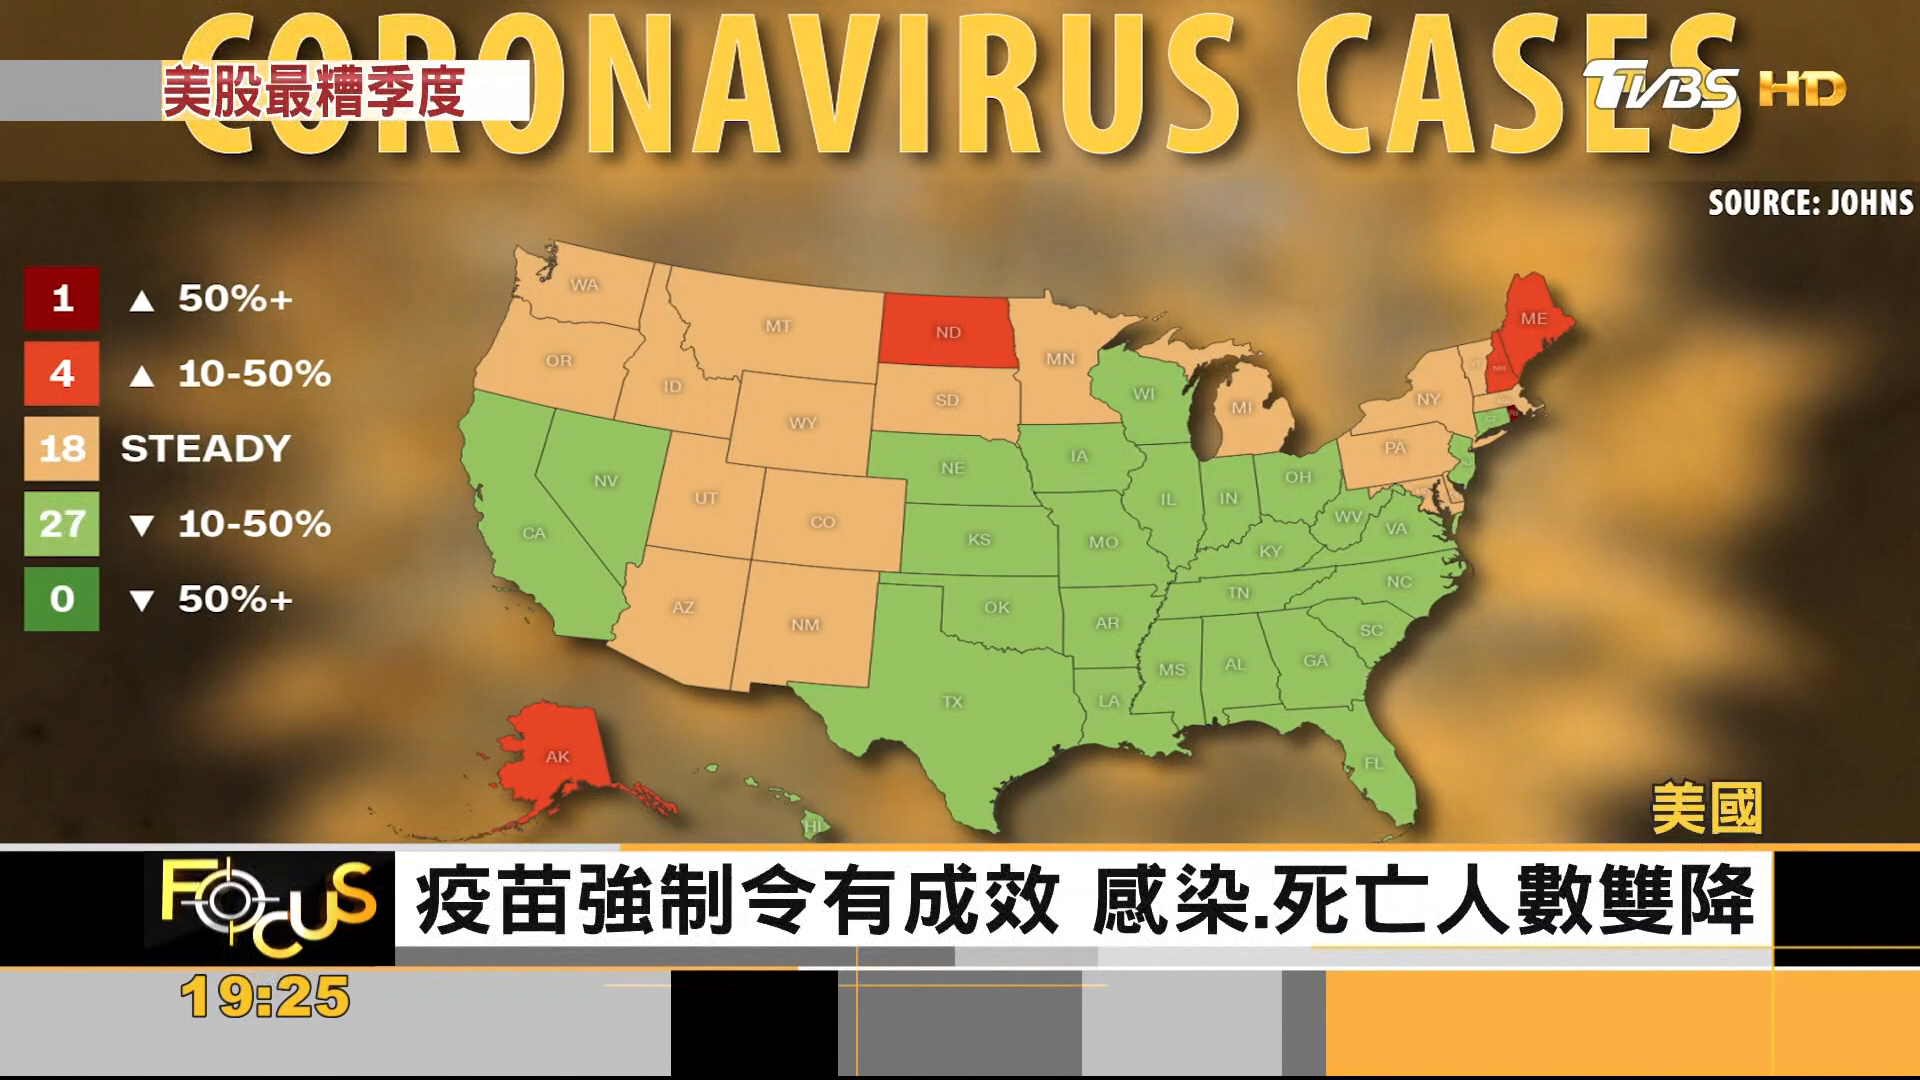 CORONAVIRUS CASES
美股最糟季度
TVBS HD
SOURCE: JOHNS
1 ▲ 50%+
4 ▲ 10-50%
18 STEADY
27 ▼ 10-50%
0 ▼ 50%+
WA
MT
ND
MN
ME
OR
ID
SD
WI
MI
NY
NH
WY
CT
PA
NE
IA
NV
UT
CO
IL
IN
OH
WV
VA
CA
KS
MO
KY
NC
AZ
NM
OK
AR
TN
SC
MS
AL
GA
TX
LA
FL
AK
HI
美國
FOCUS
疫苗強制令有成效 感染.死亡人數雙降
19:25